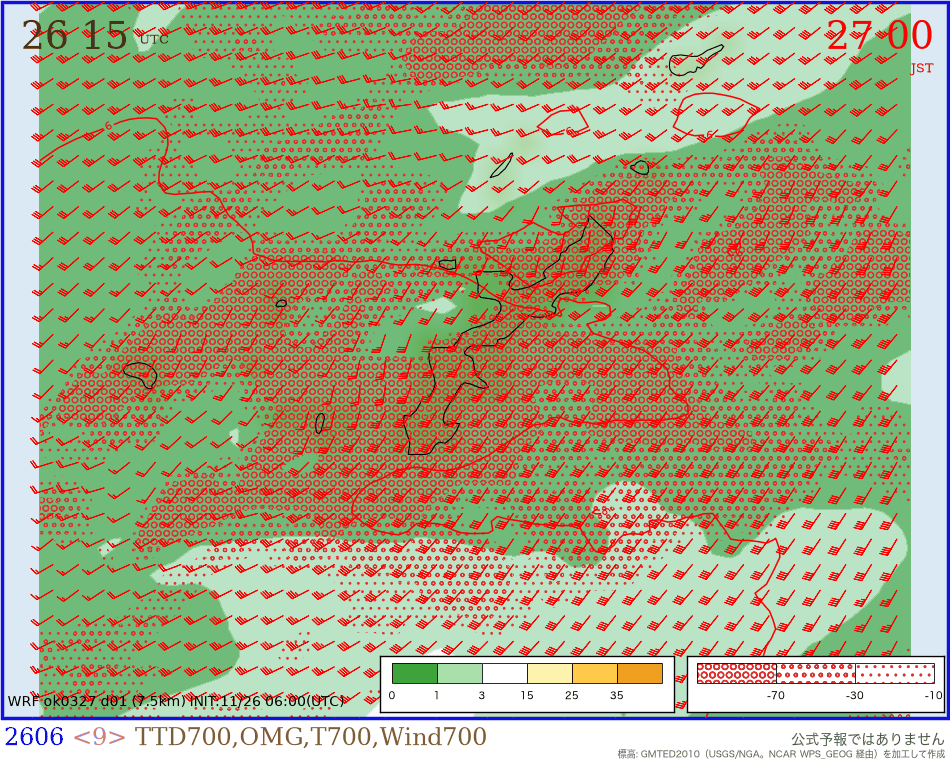 26 15 UTC
27 00
JST
6
6
-6
WRF ok0327 d01 (7.5km) INIT:11/26 06:00(UTC)
0 1 3 15 25 35
-70 -30 -10
2606 <9> TTD700,OMG,T700,Wind700
公式予報ではありません
標高: GMTED2010（USGS/NGA。NCAR WPS_GEOG 経由）を加工して作成